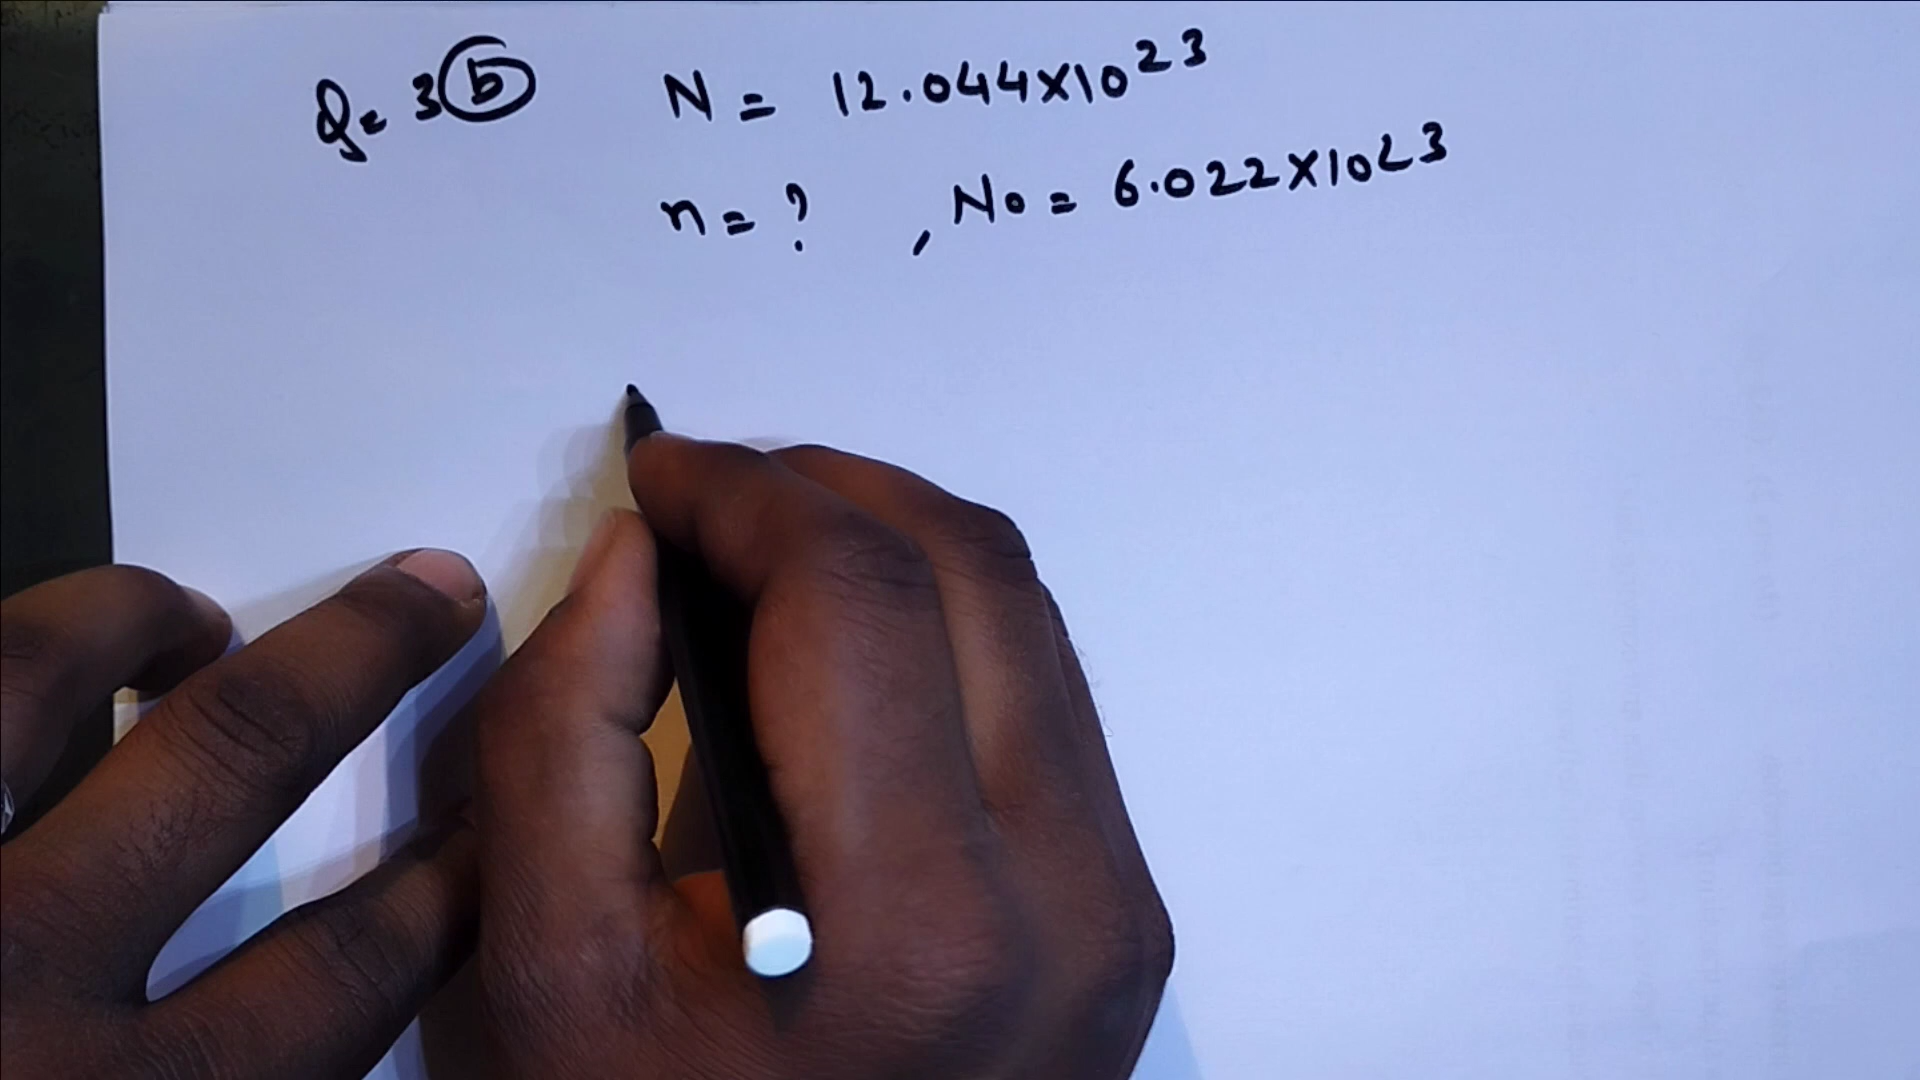 Q= 3 b N = 12.044×10²³
n = ? , No = 6.022×10²³